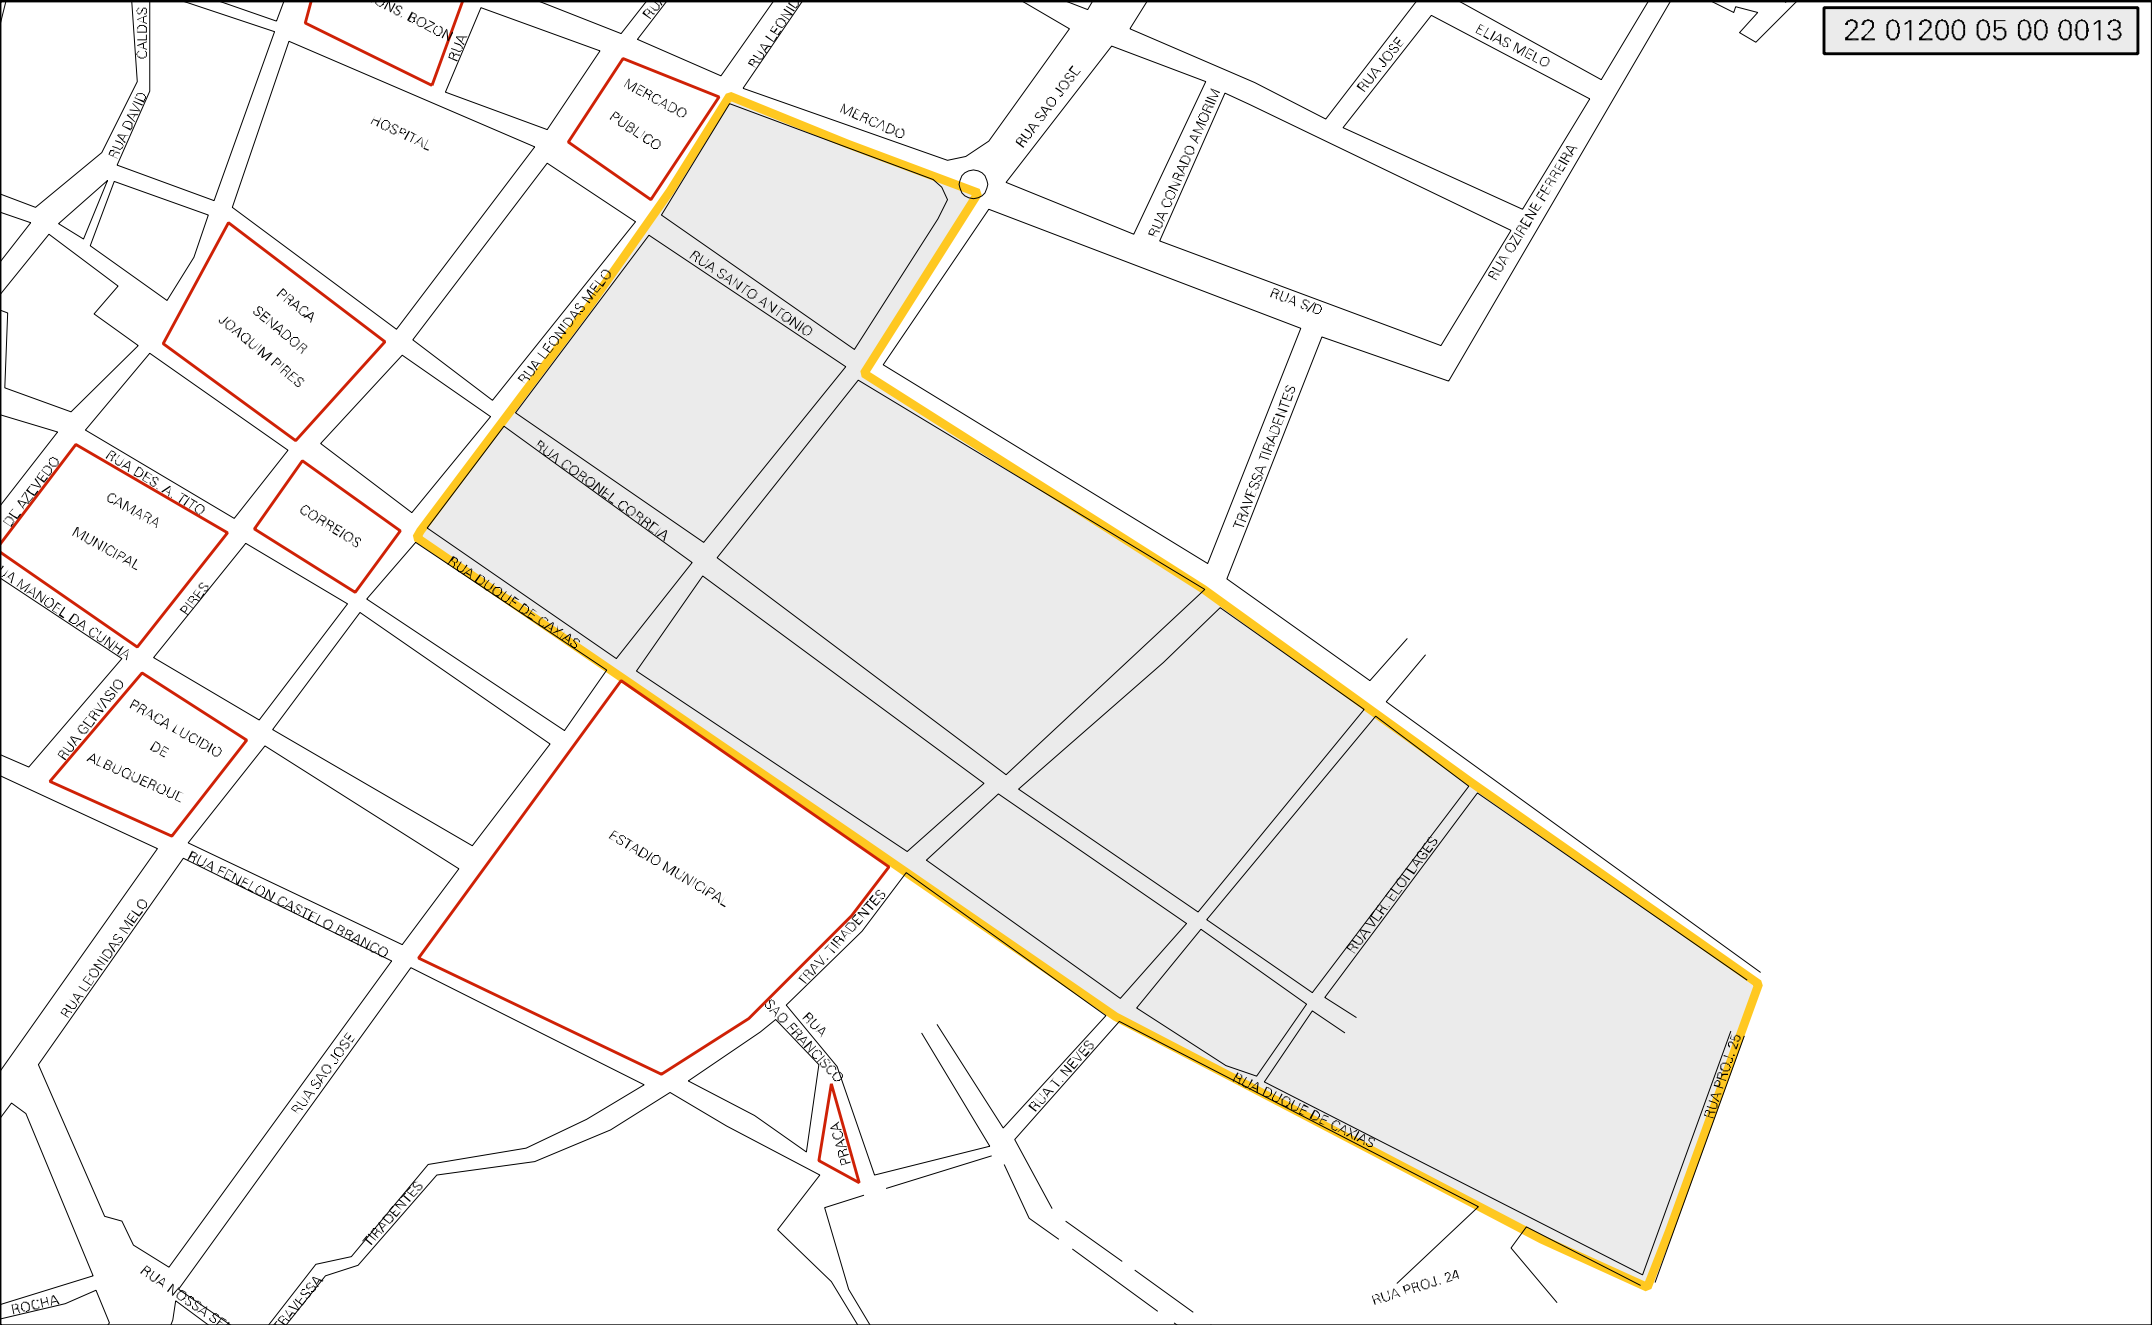 22 01200 05 00 0013
CALDAS
RUA DAVID
ONS. BOZON
RUA
RUA
RUA LEONID
HOSPITAL
MERCADO
PUBLICO
MERCADO
RUA SAO JOSE
RUA CONRADO AMORIM
RUA JOSE
ELIAS MELO
RUA OZIRENE FERREIRA
RUA S/D
TRAVESSA TIRADENTES
RUA SANTO ANTONIO
RUA LEONIDAS MELO
PRACA
SENADOR
JOAQUIM PIRES
RUA CORONEL CORREIA
RUA DES. A. TITO
DE AZEVEDO
CAMARA
MUNICIPAL
CORREIOS
RUA DUQUE DE CAXIAS
UA MANOEL DA CUNHA
PIRES
RUA GERVASIO
PRACA LUCIDIO
DE
ALBUQUERQUE
ESTADIO MUNICIPAL
RUA FENELON CASTELO BRANCO
RUA LEONIDAS MELO
RUA VLR. ELOI LAGES
TRAV. TIRADENTES
RUA
SAO FRANCISCO
RUA SAO JOSE
RUA T. NEVES
RUA DUQUE DE CAXIAS
RUA PROJ. 25
PRACA
TIRADENTES
RAVESSA
RUA NOSSA SE
ROCHA
RUA PROJ. 24